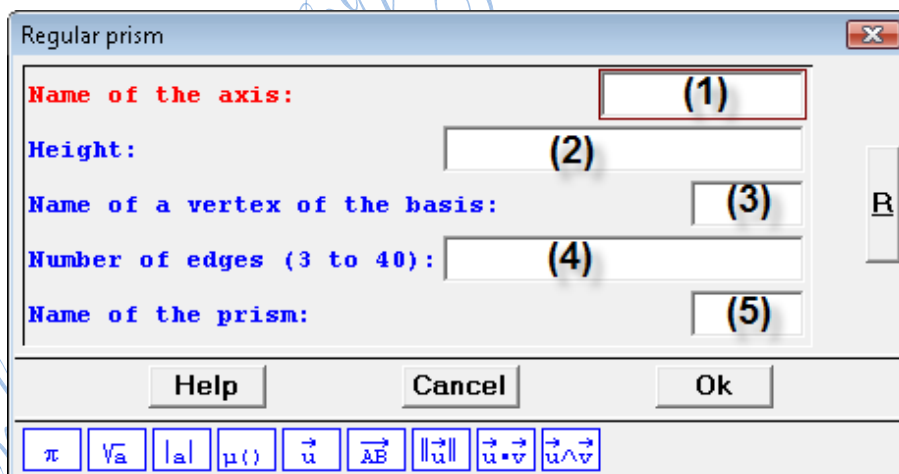 Regular prism
Name of the axis: (1)
Height: (2)
Name of a vertex of the basis: (3)
R
Number of edges (3 to 40): (4)
Name of the prism: (5)
Help Cancel Ok
π √a |a| μ() u⃗ A⃗B⃗ ‖u⃗‖ u⃗▪v⃗ u⃗∧v⃗